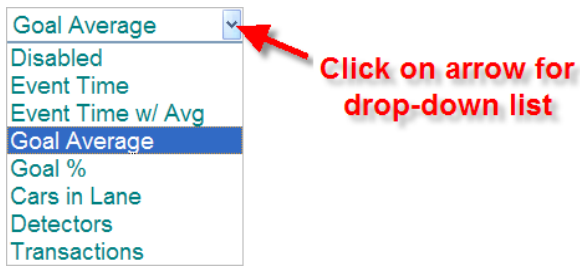 Goal Average
Disabled
Event Time
Event Time w/ Avg
Goal Average
Goal %
Cars in Lane
Detectors
Transactions
Click on arrow for
drop-down list